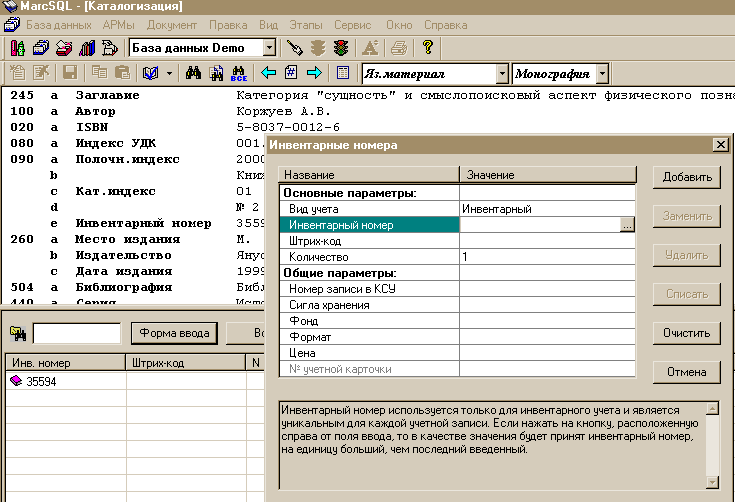 MarcSQL - [Каталогизация]
База данных АРМы Документ Правка Вид Этапы Сервис Окно Справка
База данных Demo
ВСЕ Яз.материал Монография
245 a Заглавие Категория "сущность" и смыслопоисковый аспект физического позна
100 a Автор Коржуев А.В.
020 a ISBN 5-8037-0012-6
080 a Индекс УДК 001.
090 a Полочн.индекс 2000
b Книж
c Кат.индекс 01
d № 2
e Инвентарный номер 3559
260 a Место издания М.
b Издательство Янус
c Дата издания 1999
504 a Библиография Библ
440 a Серия Исто
Форма ввода Вс
Инв. номер Штрих-код N
35594
Инвентарные номера
Название Значение
Основные параметры:
Вид учета Инвентарный
Инвентарный номер ...
Штрих-код
Количество 1
Общие параметры:
Номер записи в КСУ
Сигла хранения
Фонд
Формат
Цена
№ учетной карточки
Добавить
Заменить
Удалить
Списать
Очистить
Отмена
Инвентарный номер используется только для инвентарного учета и является
уникальным для каждой учетной записи. Если нажать на кнопку, расположенную
справа от поля ввода, то в качестве значения будет принят инвентарный номер,
на единицу больший, чем последний введенный.